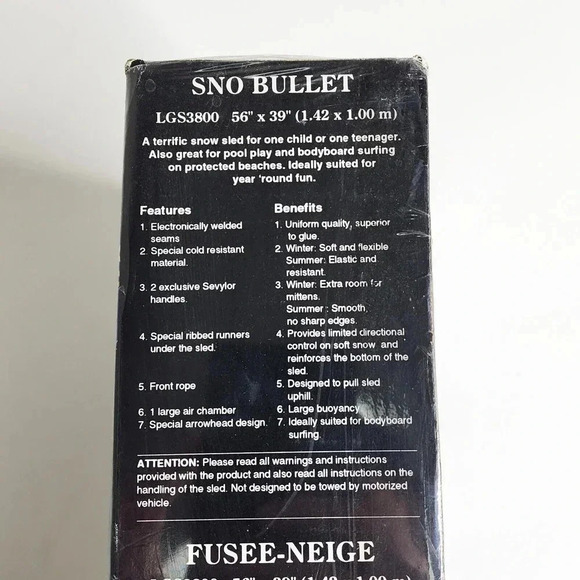 SNO BULLET
LGS3800 56" x 39" (1.42 x 1.00 m)
A terrific snow sled for one child or one teenager.
Also great for pool play and bodyboard surfing
on protected beaches. Ideally suited for
year 'round fun.
Features
1. Electronically welded
seams
2. Special cold resistant
material.
3. 2 exclusive Sevylor
handles.
4. Special ribbed runners
under the sled.
5. Front rope
6. 1 large air chamber
7. Special arrowhead design.
Benefits
1. Uniform quality, superior
to glue.
2. Winter: Soft and flexible
Summer: Elastic and
resistant.
3. Winter: Extra room for
mittens.
Summer : Smooth,
no sharp edges.
4. Provides limited directional
control on soft snow and
reinforces the bottom of the
sled.
5. Designed to pull sled
uphill.
6. Large buoyancy
7. Ideally suited for bodyboard
surfing.
ATTENTION: Please read all warnings and instructions
provided with the product and also read all instructions on the
handling of the sled. Not designed to be towed by motorized
vehicle.
FUSEE-NEIGE
LGS3800 56" x 39" (1.42 x 1.00 m)